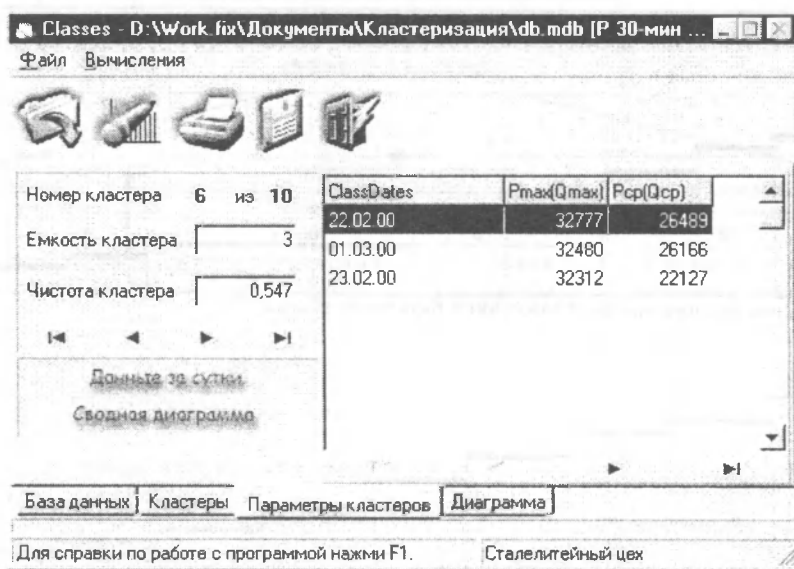 Classes - D:\Work_fix\Документы\Кластеризация\db.mdb [P 30-мин ...
Файл Вычисления
Номер кластера 6 из 10
Емкость кластера 3
Чистота кластера 0,547
Данные за сутки
Сводная диаграмма
ClassDates Pmax(Qmax) Pcp(Qcp)
22.02.00 32777 26489
01.03.00 32480 26166
23.02.00 32312 22127
База данных Кластеры Параметры кластеров Диаграмма
Для справки по работе с программой нажми F1. Сталелитейный цех